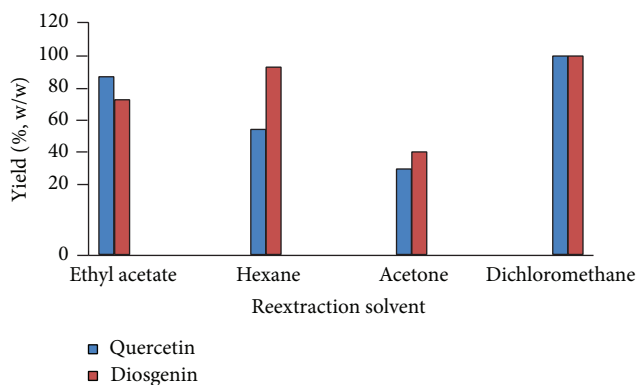 120
100
80
60
40
20
0
Yield (%, w/w)
Ethyl acetate Hexane Acetone Dichloromethane
Reextraction solvent
Quercetin
Diosgenin